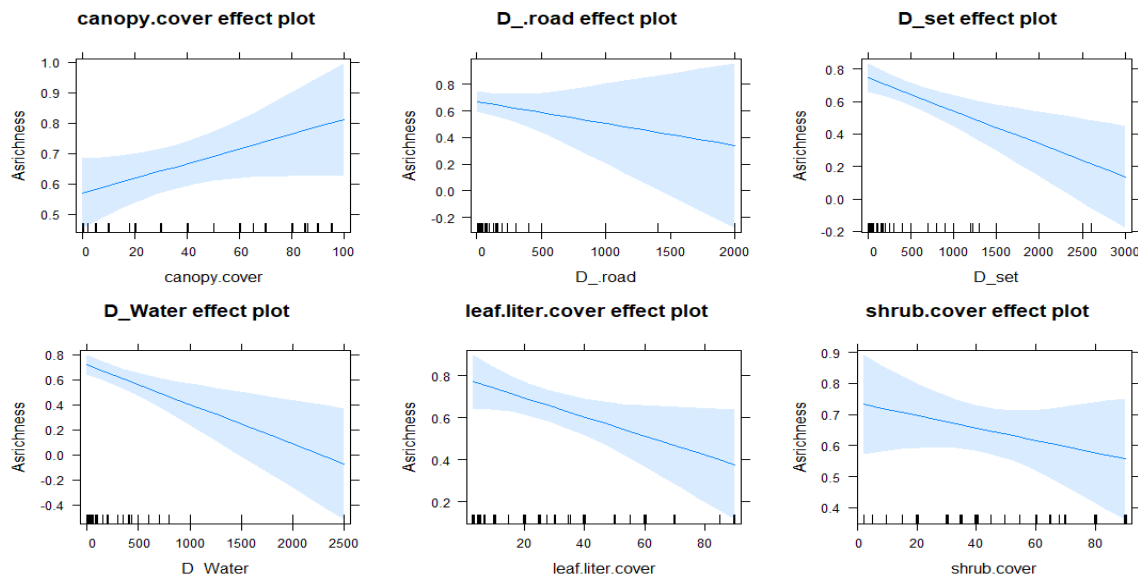 canopy.cover effect plot
Asrichness
1.0
0.9
0.8
0.7
0.6
0.5
0 20 40 60 80 100
canopy.cover
D_.road effect plot
Asrichness
0.8
0.6
0.4
0.2
0.0
-0.2
0 500 1000 1500 2000
D_.road
D_set effect plot
Asrichness
0.8
0.6
0.4
0.2
0.0
-0.2
0 500 1000 1500 2000 2500 3000
D_set
D_Water effect plot
Asrichness
0.8
0.6
0.4
0.2
0.0
-0.2
-0.4
0 500 1000 1500 2000 2500
D_Water
leaf.liter.cover effect plot
Asrichness
0.8
0.6
0.4
0.2
20 40 60 80
leaf.liter.cover
shrub.cover effect plot
Asrichness
0.9
0.8
0.7
0.6
0.5
0.4
0 20 40 60 80
shrub.cover